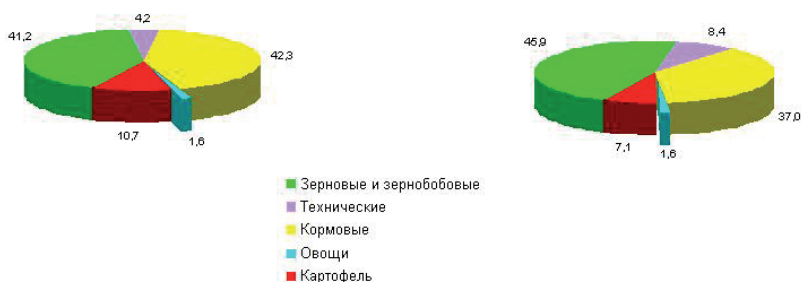 4,2
41,2
42,3
10,7
1,6
8,4
45,9
37,0
7,1
1,6
Зерновые и зернобобовые
Технические
Кормовые
Овощи
Картофель